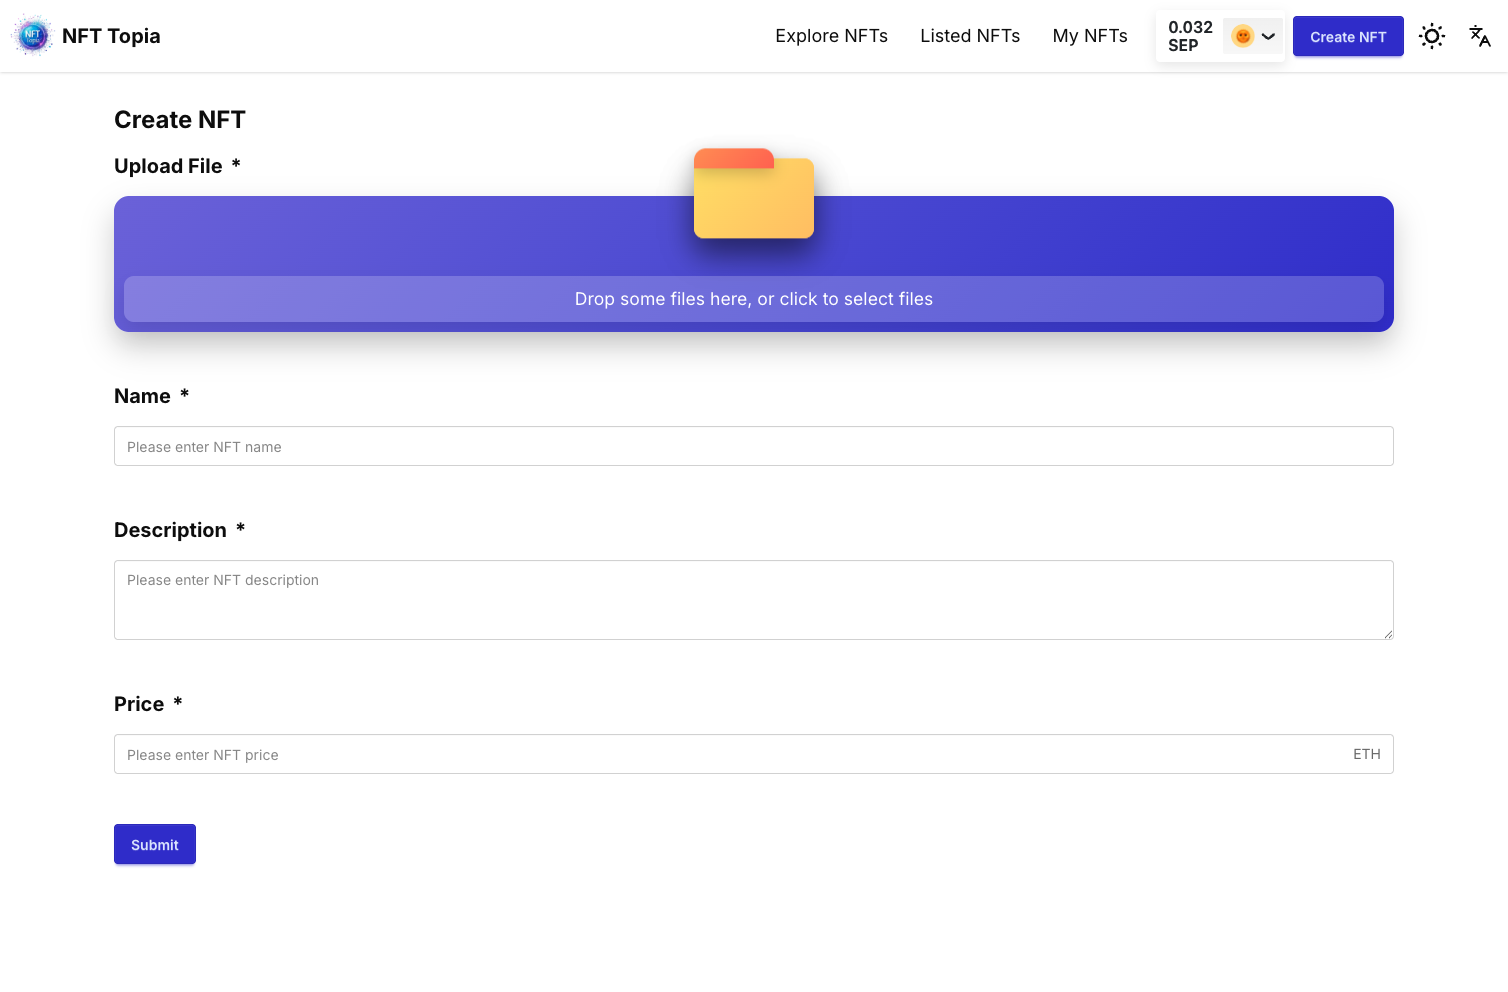 NFT Topia
NFT Topia
Explore NFTs
Listed NFTs
My NFTs
0.032
SEP
Create NFT
Create NFT
Upload File *
Drop some files here, or click to select files
Name *
Please enter NFT name
Description *
Please enter NFT description
Price *
Please enter NFT price
ETH
Submit